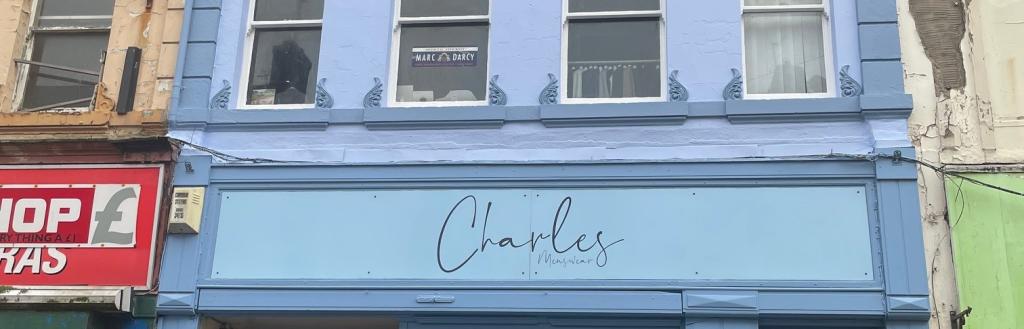 MARC DARCY
HOP £
RYTHING A £1
RAS
Charles
Menswear